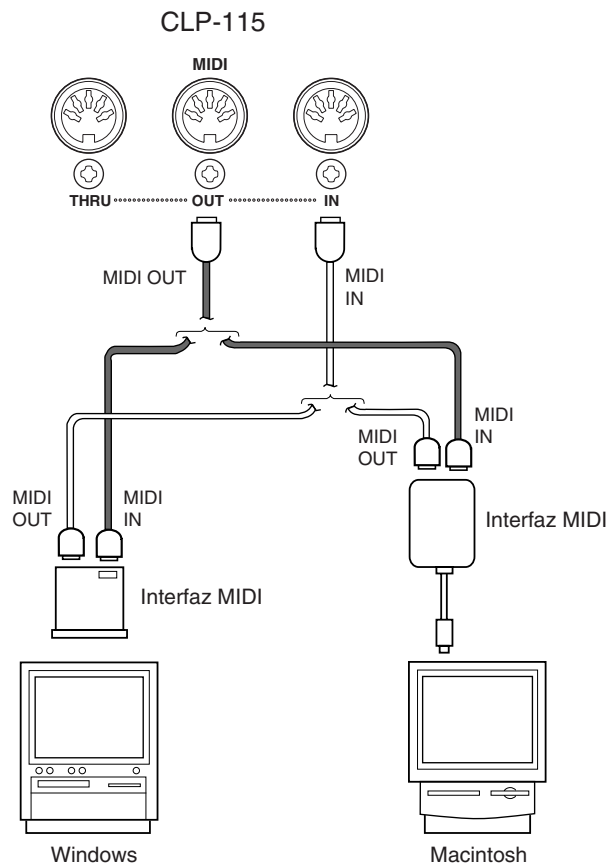 CLP-115
MIDI
THRU OUT IN
MIDI OUT
MIDI
IN
MIDI
OUT
MIDI
IN
MIDI
OUT
MIDI
IN
Interfaz MIDI
Interfaz MIDI
Windows
Macintosh